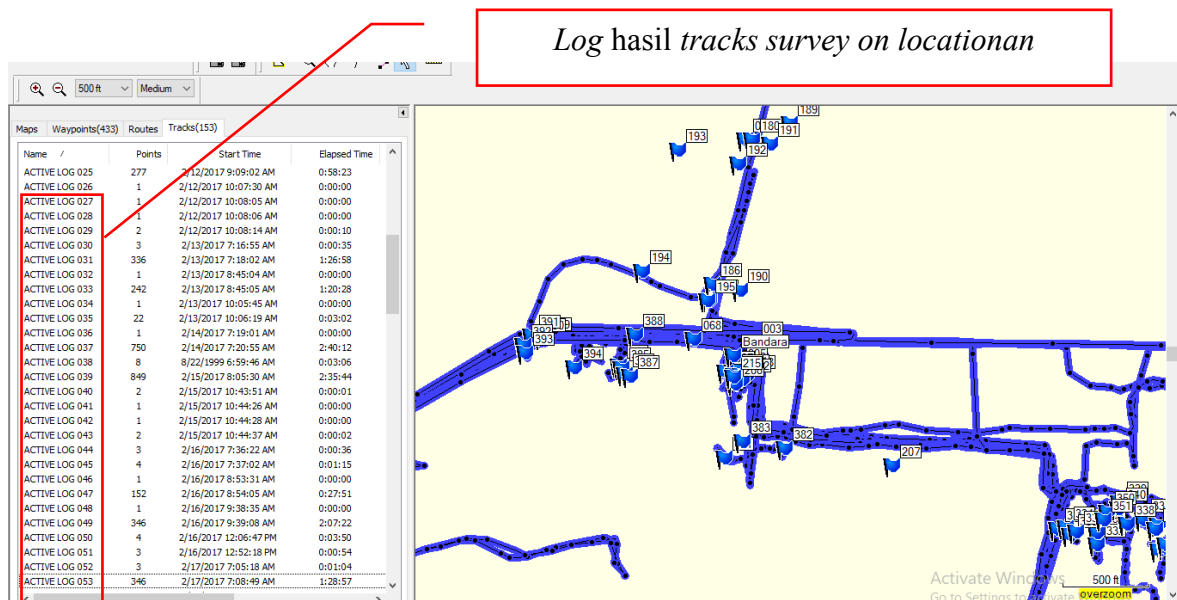 Log hasil tracks survey on locationan
500 ft Medium
Maps Waypoints(433) Routes Tracks(153)
Name / Points Start Time Elapsed Time
ACTIVE LOG 025 277 2/12/2017 9:09:02 AM 0:58:23
ACTIVE LOG 026 1 2/12/2017 10:07:30 AM 0:00:00
ACTIVE LOG 027 1 2/12/2017 10:08:05 AM 0:00:00
ACTIVE LOG 028 1 2/12/2017 10:08:06 AM 0:00:00
ACTIVE LOG 029 2 2/12/2017 10:08:14 AM 0:00:10
ACTIVE LOG 030 3 2/13/2017 7:16:55 AM 0:00:35
ACTIVE LOG 031 336 2/13/2017 7:18:02 AM 1:26:58
ACTIVE LOG 032 1 2/13/2017 8:45:04 AM 0:00:00
ACTIVE LOG 033 242 2/13/2017 8:45:05 AM 1:20:28
ACTIVE LOG 034 1 2/13/2017 10:05:45 AM 0:00:00
ACTIVE LOG 035 22 2/13/2017 10:06:19 AM 0:03:02
ACTIVE LOG 036 1 2/14/2017 7:19:01 AM 0:00:00
ACTIVE LOG 037 750 2/14/2017 7:20:55 AM 2:40:12
ACTIVE LOG 038 8 8/22/1999 6:59:46 AM 0:03:06
ACTIVE LOG 039 849 2/15/2017 8:05:30 AM 2:35:44
ACTIVE LOG 040 2 2/15/2017 10:43:51 AM 0:00:01
ACTIVE LOG 041 1 2/15/2017 10:44:26 AM 0:00:00
ACTIVE LOG 042 1 2/15/2017 10:44:28 AM 0:00:00
ACTIVE LOG 043 2 2/15/2017 10:44:37 AM 0:00:02
ACTIVE LOG 044 3 2/16/2017 7:36:22 AM 0:00:36
ACTIVE LOG 045 4 2/16/2017 7:37:02 AM 0:01:15
ACTIVE LOG 046 1 2/16/2017 8:53:31 AM 0:00:00
ACTIVE LOG 047 152 2/16/2017 8:54:05 AM 0:27:51
ACTIVE LOG 048 1 2/16/2017 9:38:35 AM 0:00:00
ACTIVE LOG 049 346 2/16/2017 9:39:08 AM 2:07:22
ACTIVE LOG 050 4 2/16/2017 12:06:47 PM 0:03:50
ACTIVE LOG 051 3 2/16/2017 12:52:18 PM 0:00:54
ACTIVE LOG 052 3 2/17/2017 7:05:18 AM 0:01:04
ACTIVE LOG 053 346 2/17/2017 7:08:49 AM 1:28:57
189
180 191
193
192
194
186 190
195
391
388 068 003
393
Bandara
394 387
215
383 382
207
351 338
Activate Windows
500 ft
Go to Settings to activate
overzoom